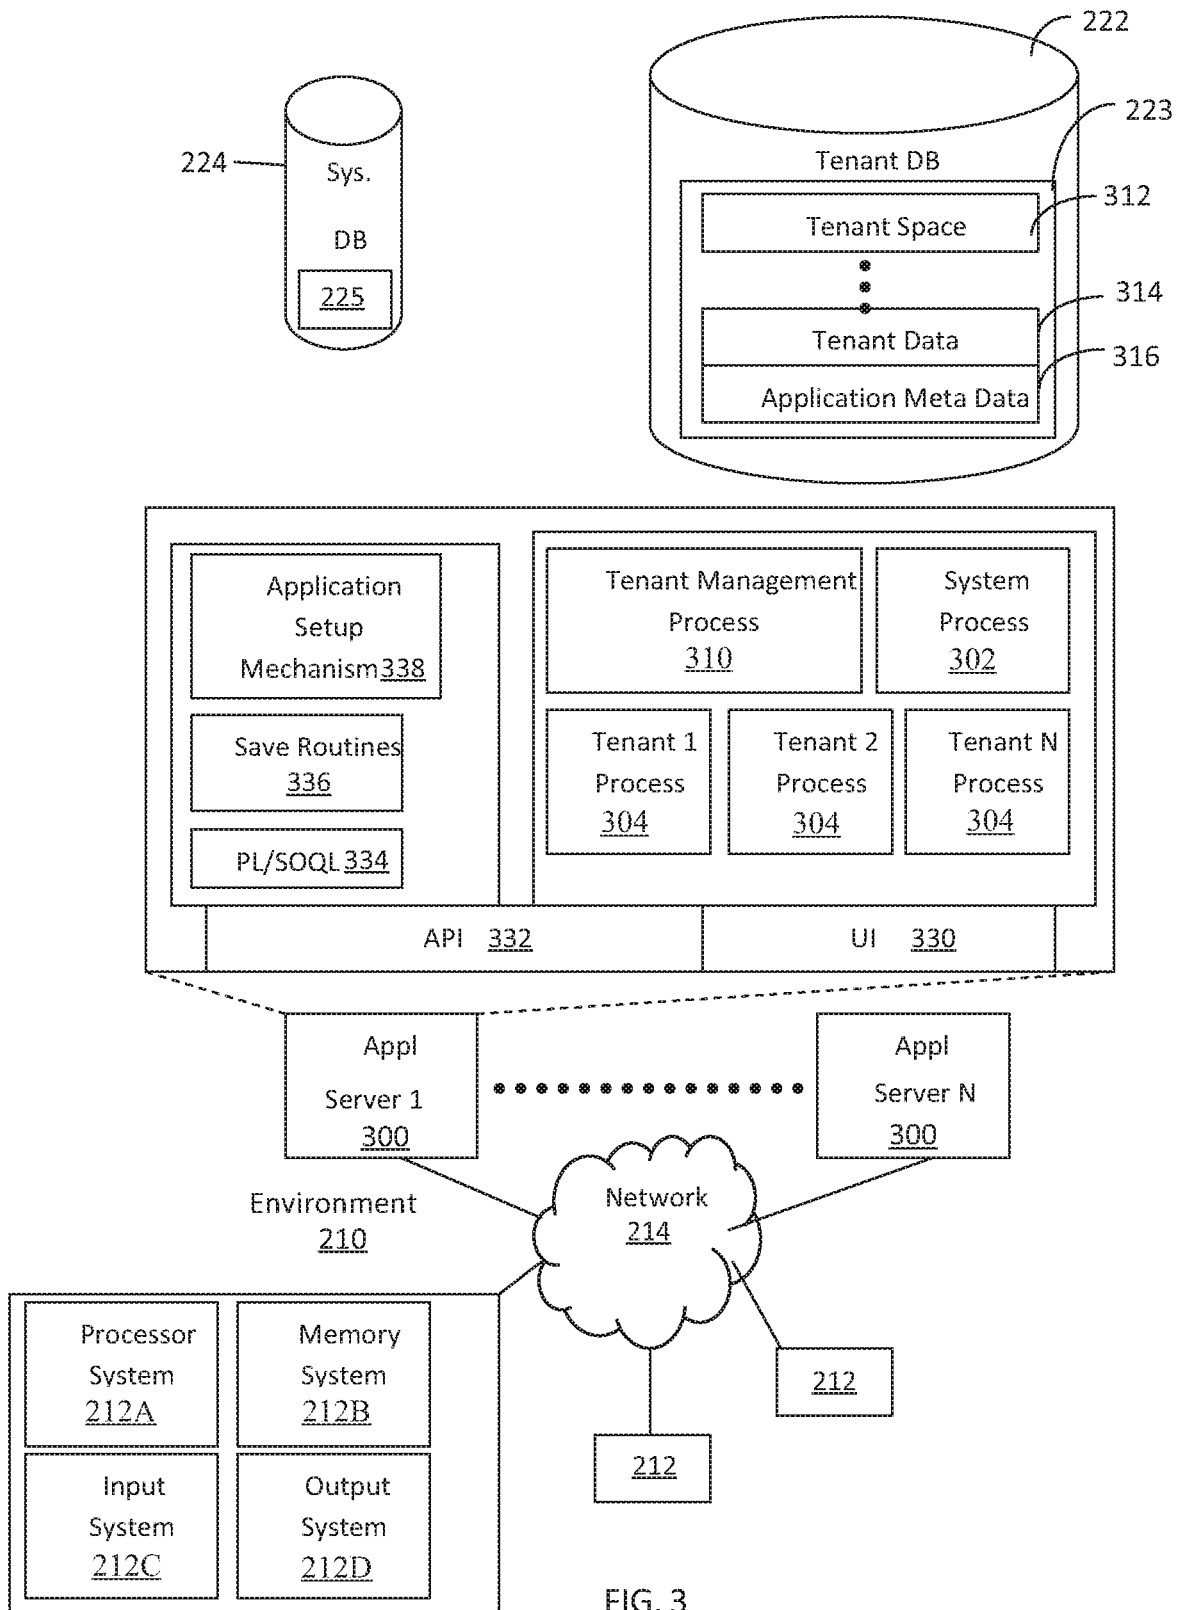 222
223
224
Sys.
DB
225
Tenant DB
312
Tenant Space
314
Tenant Data
316
Application Meta Data
Application
Setup
Mechanism338
Save Routines
336
PL/SOQL 334
Tenant Management
Process
310
System
Process
302
Tenant 1
Process
304
Tenant 2
Process
304
Tenant N
Process
304
API 332
UI 330
Appl
Server 1
300
Appl
Server N
300
Environment
210
Network
214
Processor
System
212A
Memory
System
212B
Input
System
212C
Output
System
212D
212
212
FIG. 3